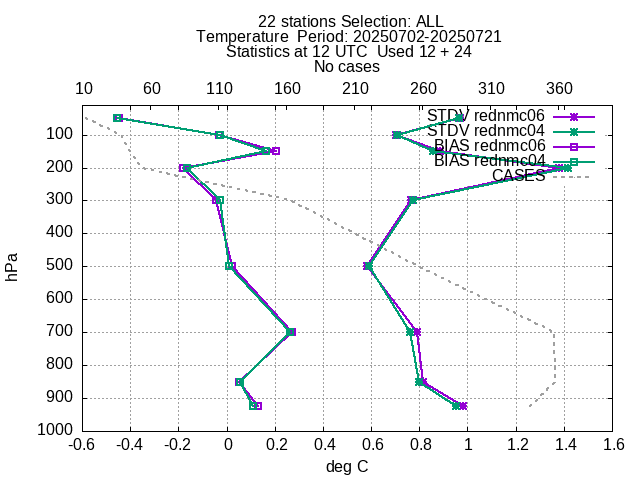 22 stations Selection: ALL
Temperature  Period: 20250702-20250721
Statistics at 12 UTC  Used 12 + 24
No cases
10 60 110 160 210 260 310 360
STDV rednmc06
STDV rednmc04
BIAS rednmc06
BIAS rednmc04
CASES
100
200
300
400
500
600
700
800
900
1000
hPa
-0.6 -0.4 -0.2 0 0.2 0.4 0.6 0.8 1 1.2 1.4 1.6
deg C